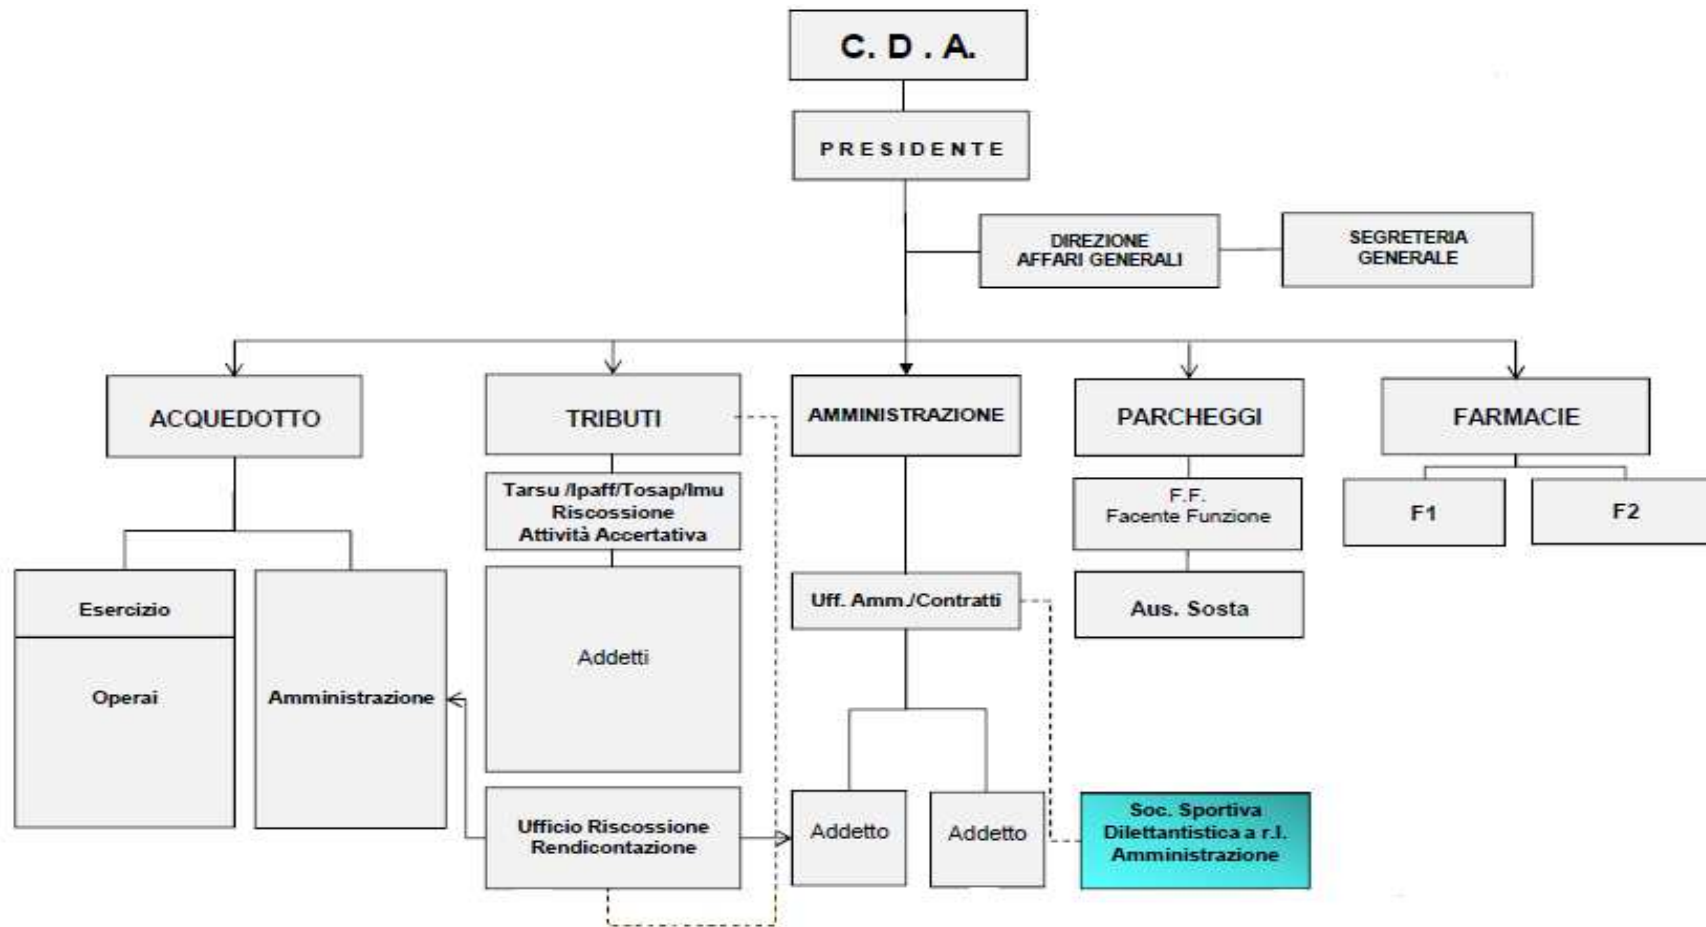 C. D . A.
PRESIDENTE
DIREZIONE
AFFARI GENERALI
SEGRETERIA
GENERALE
ACQUEDOTTO
TRIBUTI
AMMINISTRAZIONE
PARCHEGGI
FARMACIE
Tarsu /Ipaff/Tosap/Imu
Riscossione
Attività Accertativa
F.F.
Facente Funzione
F1
F2
Esercizio
Operai
Amministrazione
Addetti
Uff. Amm./Contratti
Aus. Sosta
Ufficio Riscossione
Rendicontazione
Addetto
Addetto
Soc. Sportiva
Dilettantistica a r.l.
Amministrazione